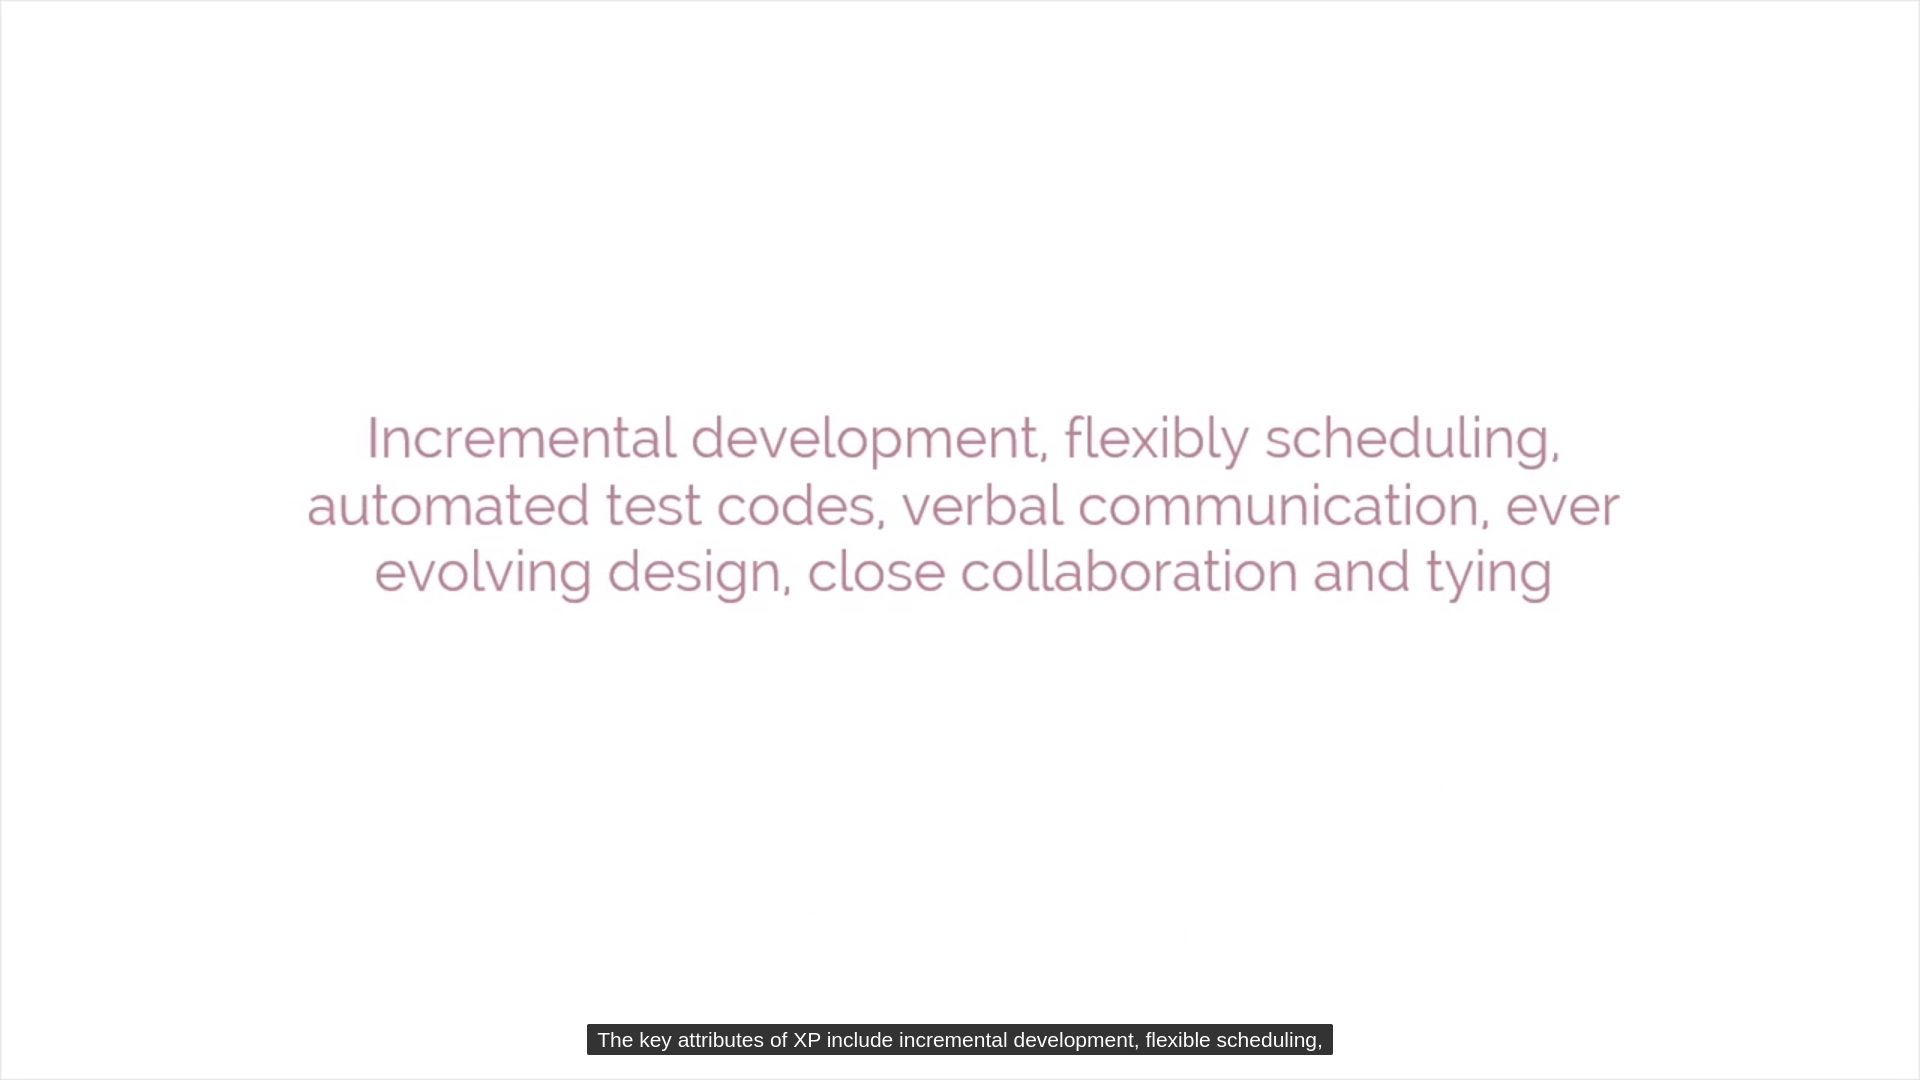 Incremental development, flexibly scheduling,
automated test codes, verbal communication, ever
evolving design, close collaboration and tying
The key attributes of XP include incremental development, flexible scheduling,